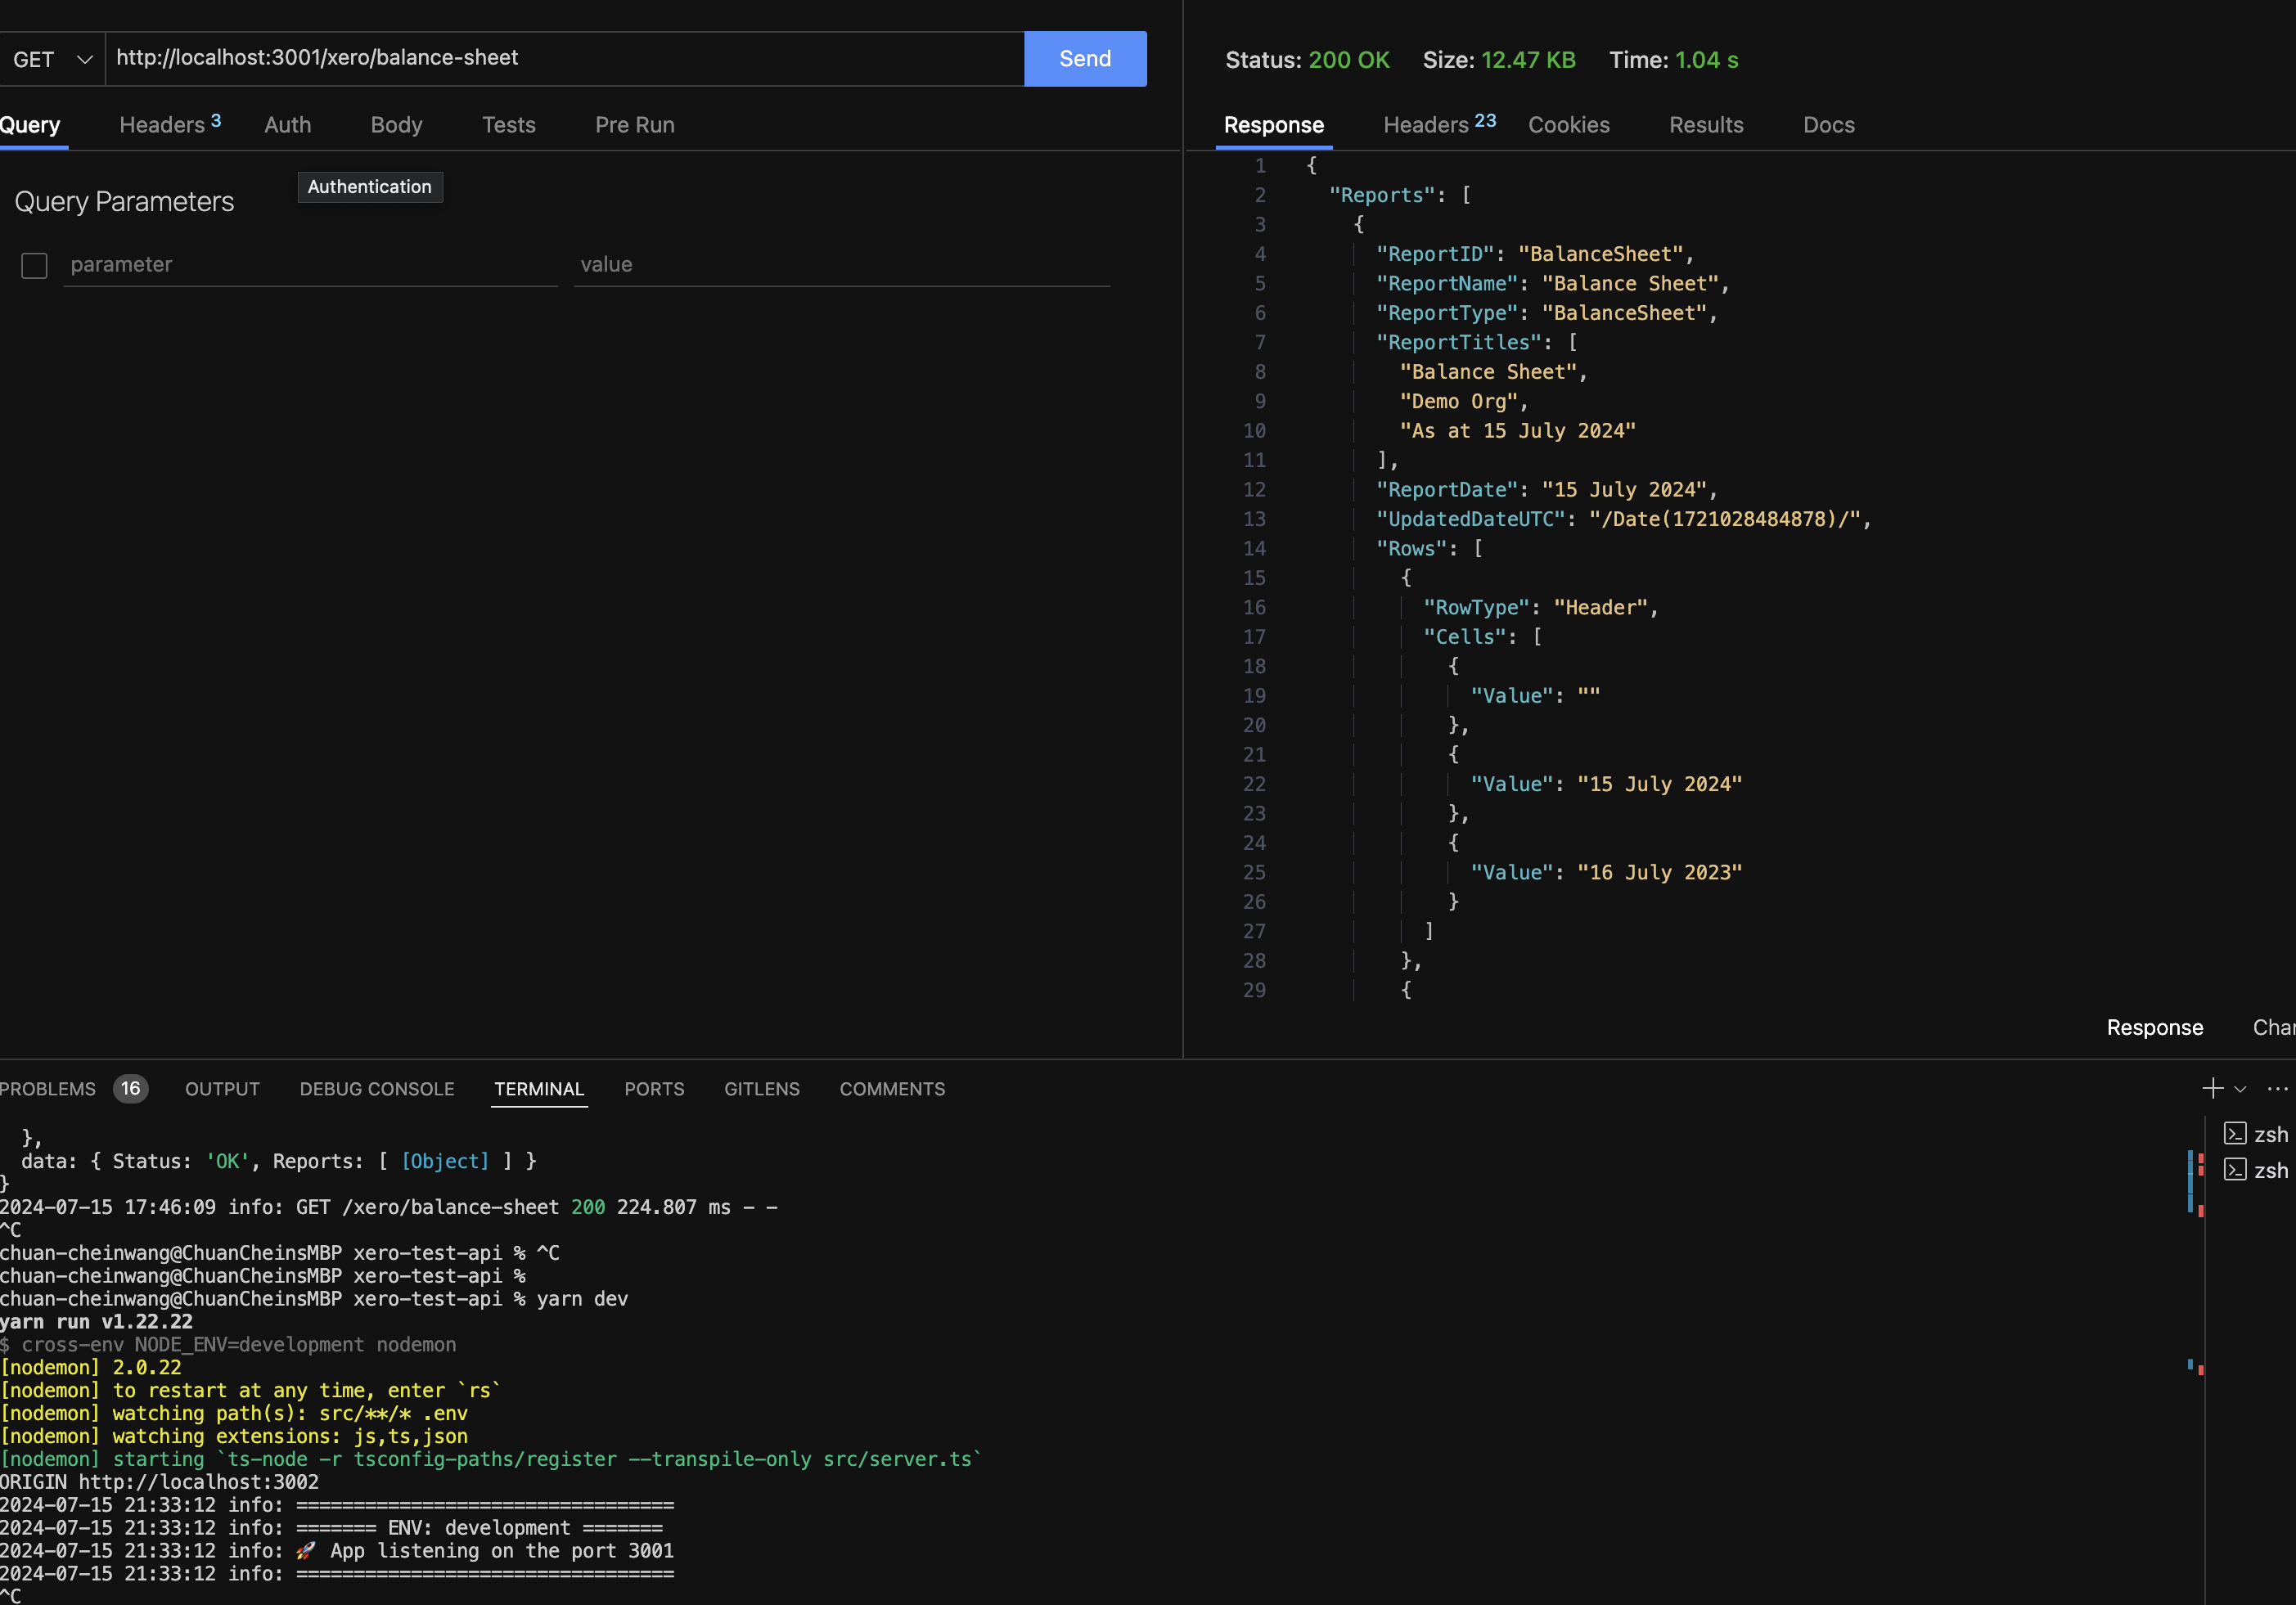 GET
http://localhost:3001/xero/balance-sheet
Send
Query
Headers 3
Auth
Body
Tests
Pre Run
Query Parameters
Authentication
parameter
value
Status: 200 OK Size: 12.47 KB Time: 1.04 s
Response
Headers 23
Cookies
Results
Docs
1 {
2 "Reports": [
3 {
4 "ReportID": "BalanceSheet",
5 "ReportName": "Balance Sheet",
6 "ReportType": "BalanceSheet",
7 "ReportTitles": [
8 "Balance Sheet",
9 "Demo Org",
10 "As at 15 July 2024"
11 ],
12 "ReportDate": "15 July 2024",
13 "UpdatedDateUTC": "/Date(1721028484878)/",
14 "Rows": [
15 {
16 "RowType": "Header",
17 "Cells": [
18 {
19 "Value": ""
20 },
21 {
22 "Value": "15 July 2024"
23 },
24 {
25 "Value": "16 July 2023"
26 }
27 ]
28 },
29 {
Response
Char
PROBLEMS 16
OUTPUT
DEBUG CONSOLE
TERMINAL
PORTS
GITLENS
COMMENTS
},
data: { Status: 'OK', Reports: [ [Object] ] }
}
2024-07-15 17:46:09 info: GET /xero/balance-sheet 200 224.807 ms - -
^C
chuan-cheinwang@ChuanCheinsMBP xero-test-api % ^C
chuan-cheinwang@ChuanCheinsMBP xero-test-api %
chuan-cheinwang@ChuanCheinsMBP xero-test-api % yarn dev
yarn run v1.22.22
$ cross-env NODE_ENV=development nodemon
[nodemon] 2.0.22
[nodemon] to restart at any time, enter `rs`
[nodemon] watching path(s): src/**/* .env
[nodemon] watching extensions: js,ts,json
[nodemon] starting `ts-node -r tsconfig-paths/register --transpile-only src/server.ts`
ORIGIN http://localhost:3002
2024-07-15 21:33:12 info: =================================
2024-07-15 21:33:12 info: ======= ENV: development =======
2024-07-15 21:33:12 info: 🚀 App listening on the port 3001
2024-07-15 21:33:12 info: =================================
^C
zsh
zsh